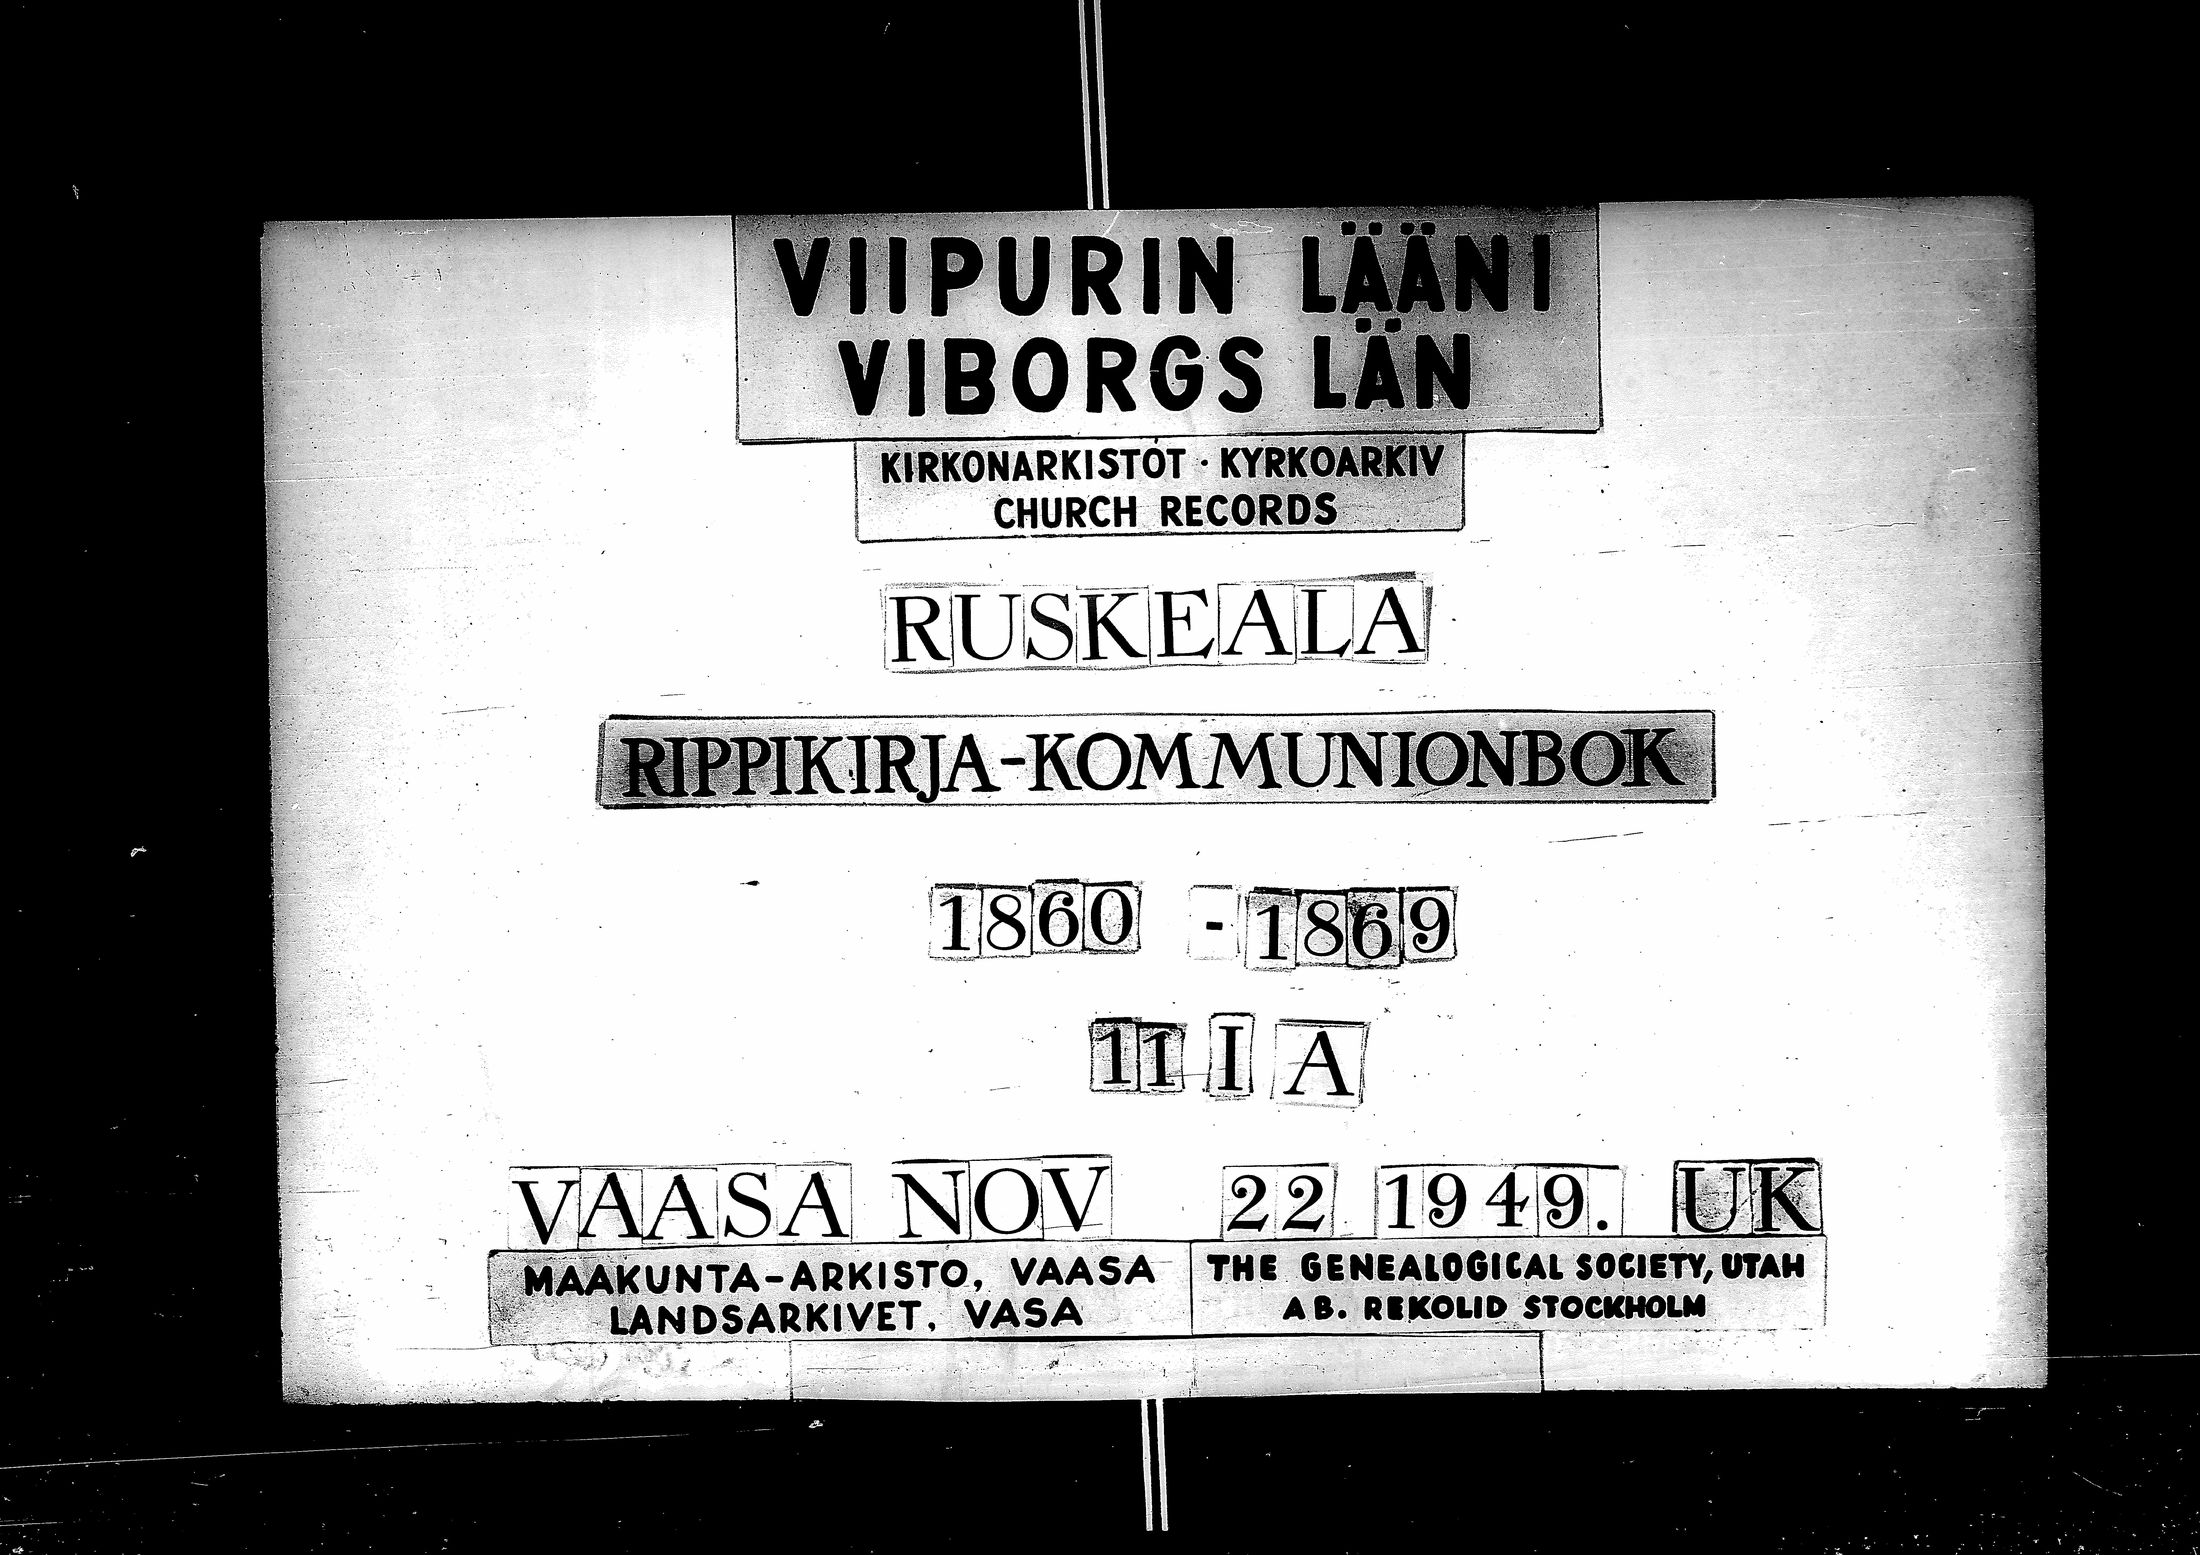 VIIPURIN LÄÄNI
VIBORGS LÄN
KIRKONARKISTOT · KYRKOARKIV
CHURCH RECORDS
RUSKEALA
RIPPIKIRJA-KOMMUNIONBOK
1860 - 1869
11 I A
VAASA NOV 22 1949. UK
MAAKUNTA-ARKISTO, VAASA
LANDSARKIVET, VASA
THE GENEALOGICAL SOCIETY, UTAH
AB. REKOLID STOCKHOLM